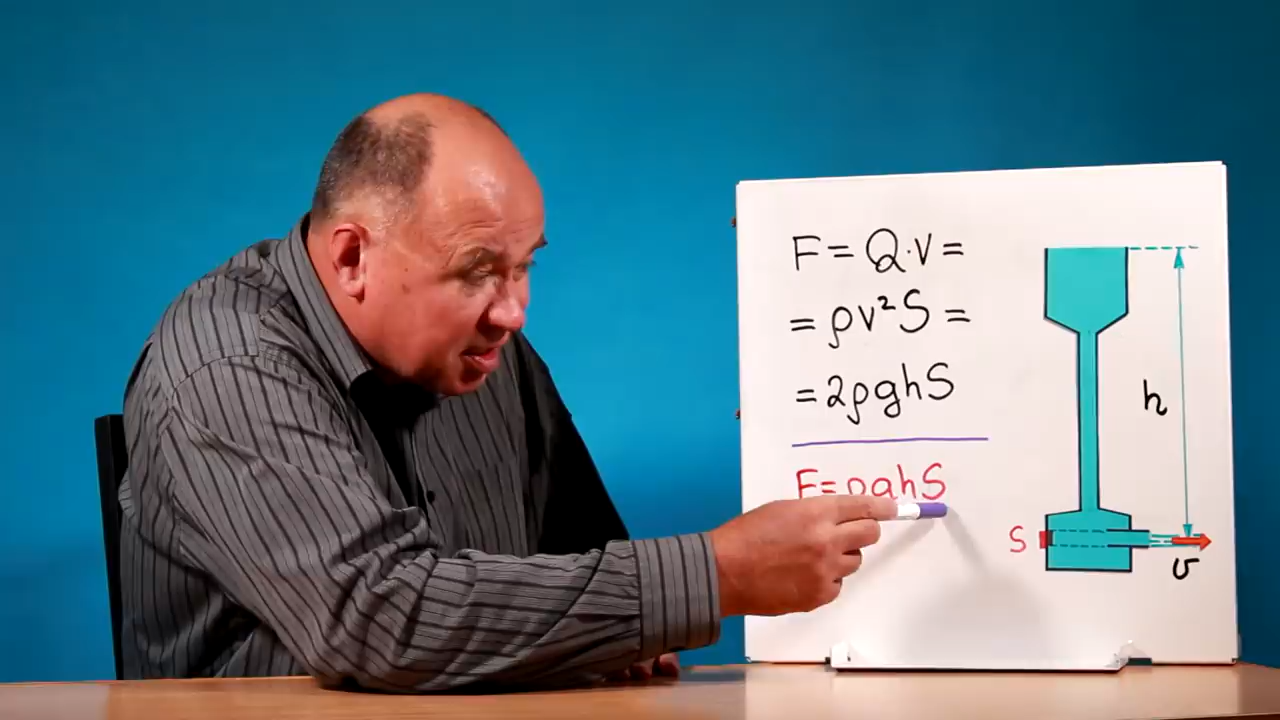 F = Q·v =
= ρv²S =
= 2ρghS
F = ρghS
h
S
v